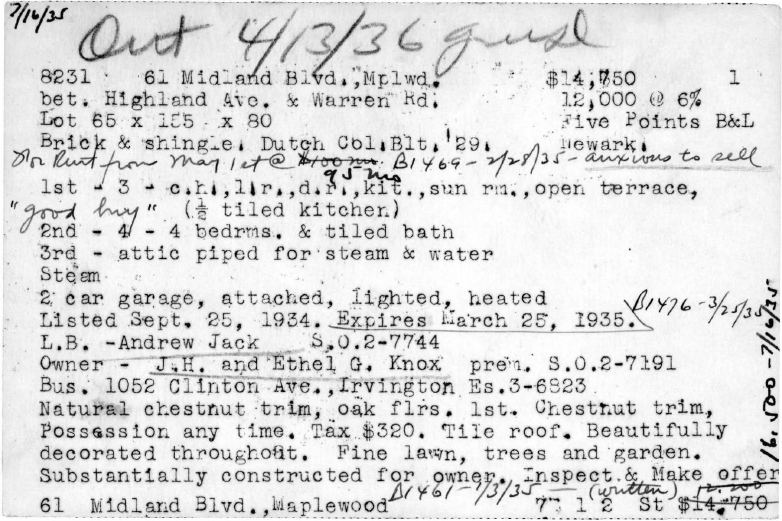 7/16/35
Out 4/13/36
8231 61 Midland Blvd.,Mplwd. $14,750 1
bet. Highland Ave. & Warren Rd. 12,000 @ 6%
Lot 65 x 155 x 80 Five Points B&L
Brick & shingle. Dutch Col.Blt. '29. Newark.
Or Rent from May 1st @ $100 mo. B1469-2/28/35-anxious to sell
95 mo
1st - 3 - c.h.,l.r.,d.r.,kit.,sun rm.,open terrace,
"good buy" (½ tiled kitchen)
2nd - 4 - 4 bedrms. & tiled bath
3rd - attic piped for steam & water
Steam
2 car garage, attached, lighted, heated
Listed Sept. 25, 1934. Expires March 25, 1935. B1476-3/25/35
L.B. -Andrew Jack S.O.2-7744
Owner - J.H. and Ethel G. Knox prem. S.O.2-7191
Bus. 1052 Clinton Ave.,Irvington Es.3-6823
Natural chestnut trim, oak flrs. 1st. Chestnut trim,
Possession any time. Tax $320. Tile roof. Beautifully
decorated throughout. Fine lawn, trees and garden.
Substantially constructed for owner. Inspect & Make offer
B1461-1/3/35- (written) 12,500
61 Midland Blvd.,Maplewood 7 1 2 St $14,750
16,500-7/16/35